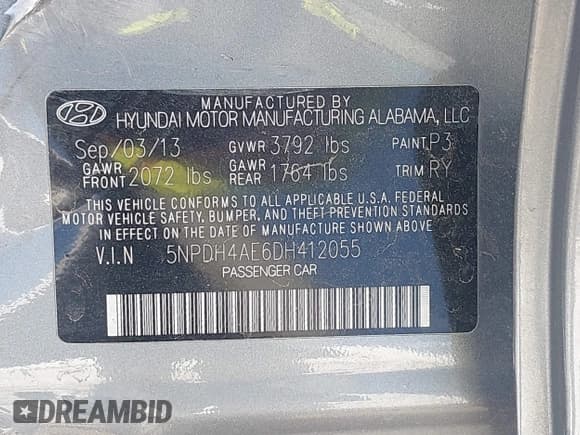 MANUFACTURED BY
HYUNDAI MOTOR MANUFACTURING ALABAMA, LLC
Sep/03/13 GVWR 3792 lbs PAINT P3
GAWR FRONT 2072 lbs GAWR REAR 1764 lbs TRIM RY
THIS VEHICLE CONFORMS TO ALL APPLICABLE U.S.A. FEDERAL
MOTOR VEHICLE SAFETY, BUMPER, AND THEFT PREVENTION STANDARDS
IN EFFECT ON THE DATE OF MANUFACTURE SHOWN ABOVE.
V.I.N 5NPDH4AE6DH412055
PASSENGER CAR
DREAMBID